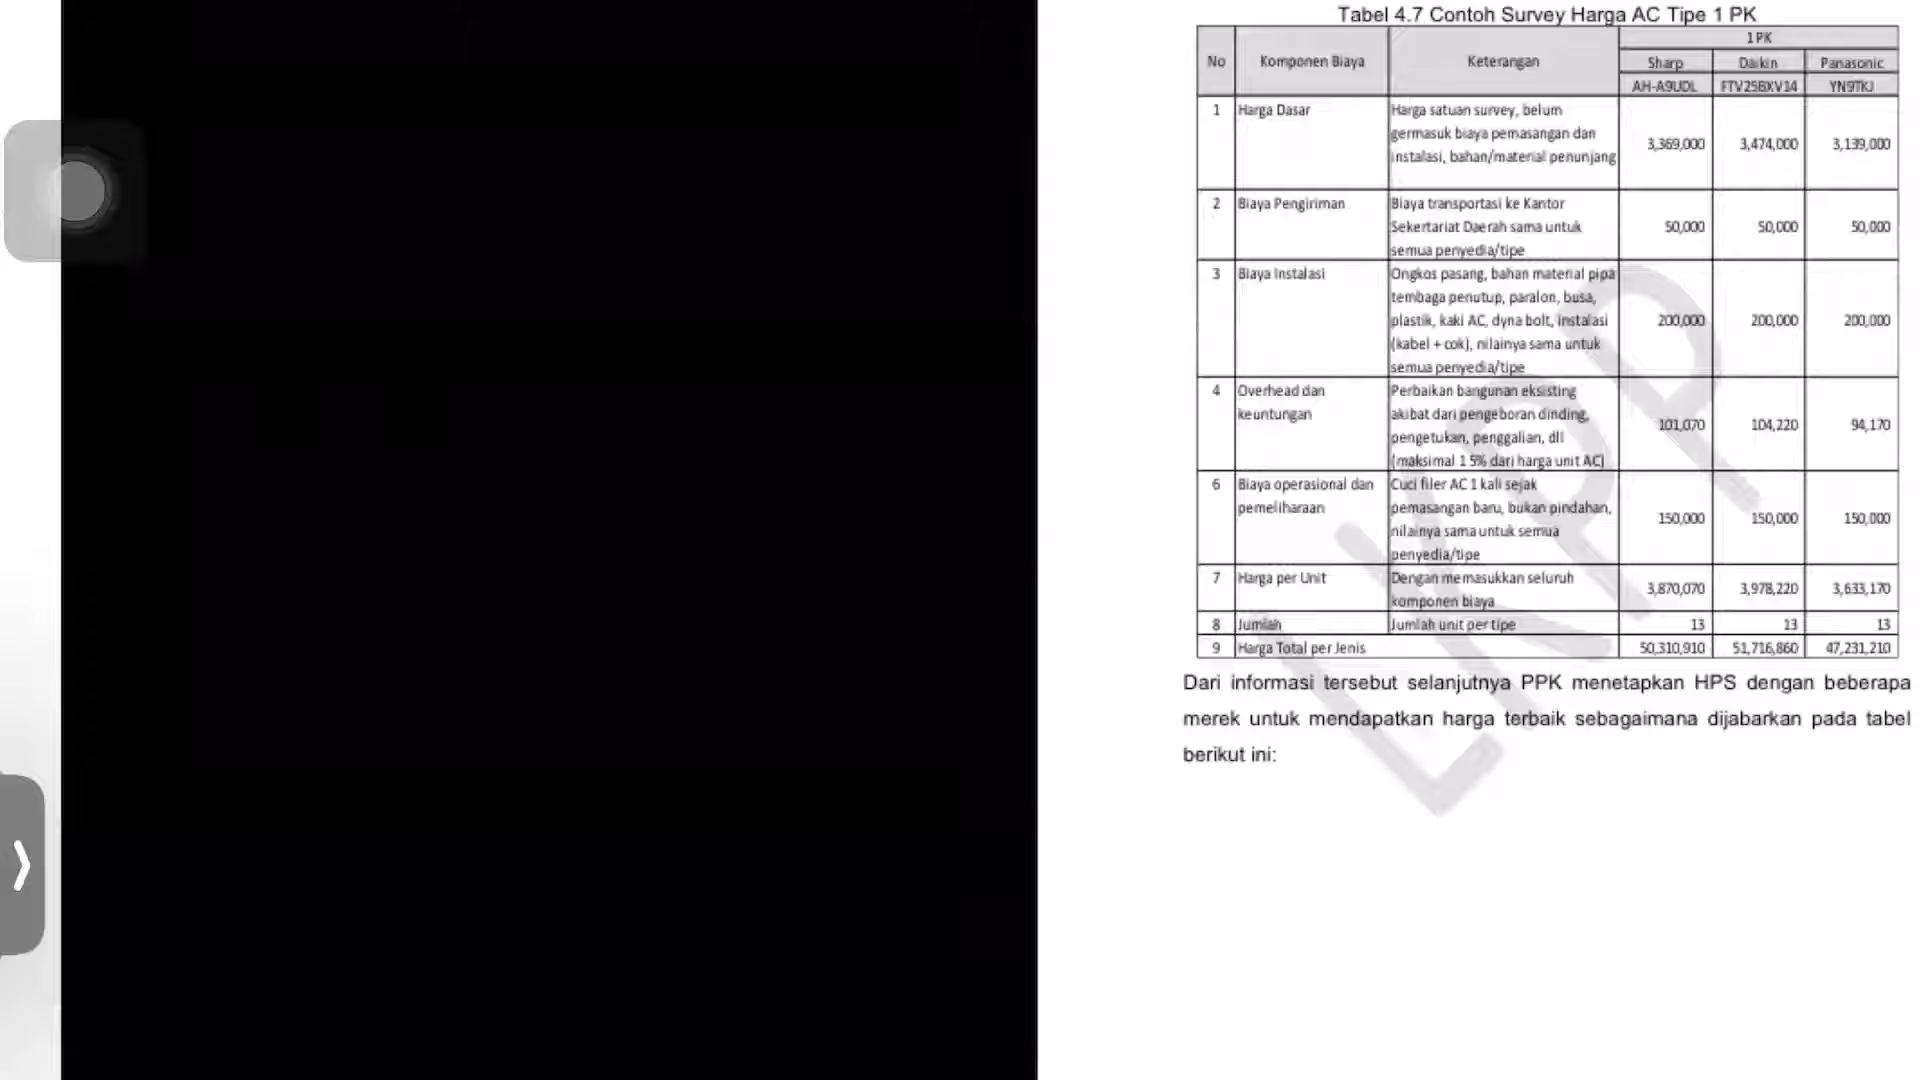 Tabel 4.7 Contoh Survey Harga AC Tipe 1 PK
No Komponen Biaya Keterangan 1 PK
Sharp Daikin Panasonic
AH-A9UDL FTV25BXV14 YN9TKJ
1 Harga Dasar Harga satuan survey, belum
germasuk biaya pemasangan dan
instalasi, bahan/material penunjang 3,369,000 3,474,000 3,139,000
2 Biaya Pengiriman Biaya transportasi ke Kantor
Sekertariat Daerah sama untuk 50,000 50,000 50,000
semua penyedia/tipe
3 Biaya Instalasi Ongkos pasang, bahan material pipa
tembaga penutup, paralon, busa,
plastik, kaki AC, dyna bolt, instalasi 200,000 200,000 200,000
(kabel + cok), nilainya sama untuk
semua penyedia/tipe
4 Overhead dan Perbaikan bangunan eksisting
keuntungan akibat dari pengeboran dinding, 101,070 104,220 94,170
pengetukan, penggalian, dll
(maksimal 15% dari harga unit AC)
6 Biaya operasional dan Cuci filer AC 1 kali sejak
pemeliharaan pemasangan baru, bukan pindahan, 150,000 150,000 150,000
nilainya sama untuk semua
penyedia/tipe
7 Harga per Unit Dengan memasukkan seluruh 3,870,070 3,978,220 3,633,170
komponen biaya
8 Jumlah Jumlah unit per tipe 13 13 13
9 Harga Total per Jenis 50,310,910 51,716,860 47,231,210
Dari informasi tersebut selanjutnya PPK menetapkan HPS dengan beberapa
merek untuk mendapatkan harga terbaik sebagaimana dijabarkan pada tabel
berikut ini:
LKPP